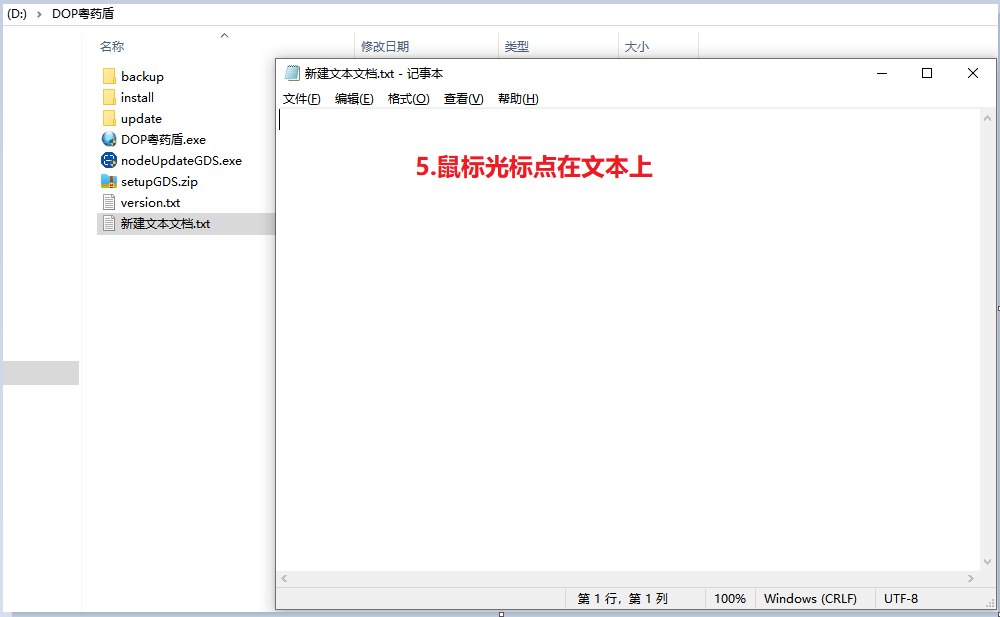 (D:) › DOP粤药盾
名称 修改日期 类型 大小
backup
install
update
DOP粤药盾.exe
nodeUpdateGDS.exe
setupGDS.zip
version.txt
新建文本文档.txt
新建文本文档.txt - 记事本
文件(F) 编辑(E) 格式(O) 查看(V) 帮助(H)
5.鼠标光标点在文本上
第 1 行，第 1 列 100% Windows (CRLF) UTF-8